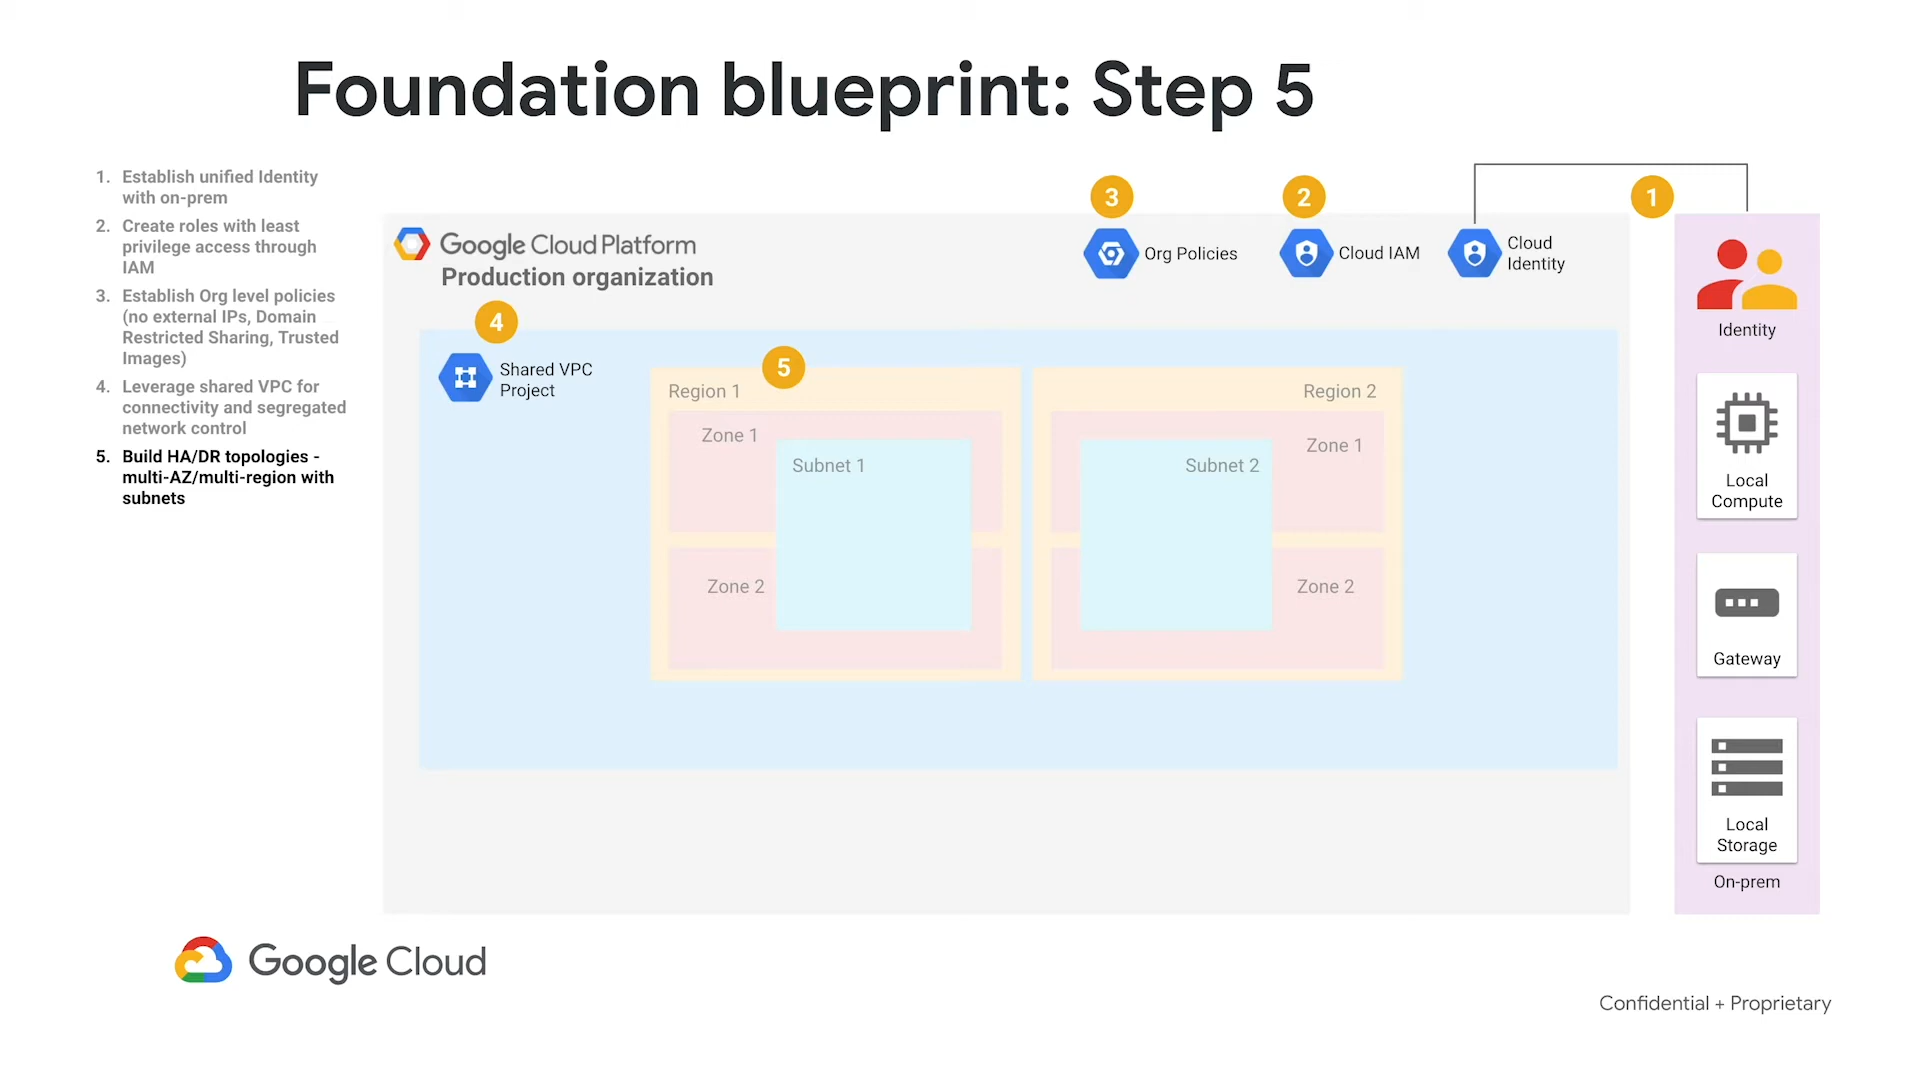 Foundation blueprint: Step 5
1. Establish unified Identity
with on-prem
2. Create roles with least
privilege access through
IAM
3. Establish Org level policies
(no external IPs, Domain
Restricted Sharing, Trusted
Images)
4. Leverage shared VPC for
connectivity and segregated
network control
5. Build HA/DR topologies -
multi-AZ/multi-region with
subnets
3
2
1
Google Cloud Platform
Production organization
Org Policies
Cloud IAM
Cloud
Identity
4
Shared VPC
Project
5
Region 1
Zone 1
Subnet 1
Zone 2
Region 2
Zone 1
Subnet 2
Zone 2
Identity
Local
Compute
Gateway
Local
Storage
On-prem
Google Cloud
Confidential + Proprietary